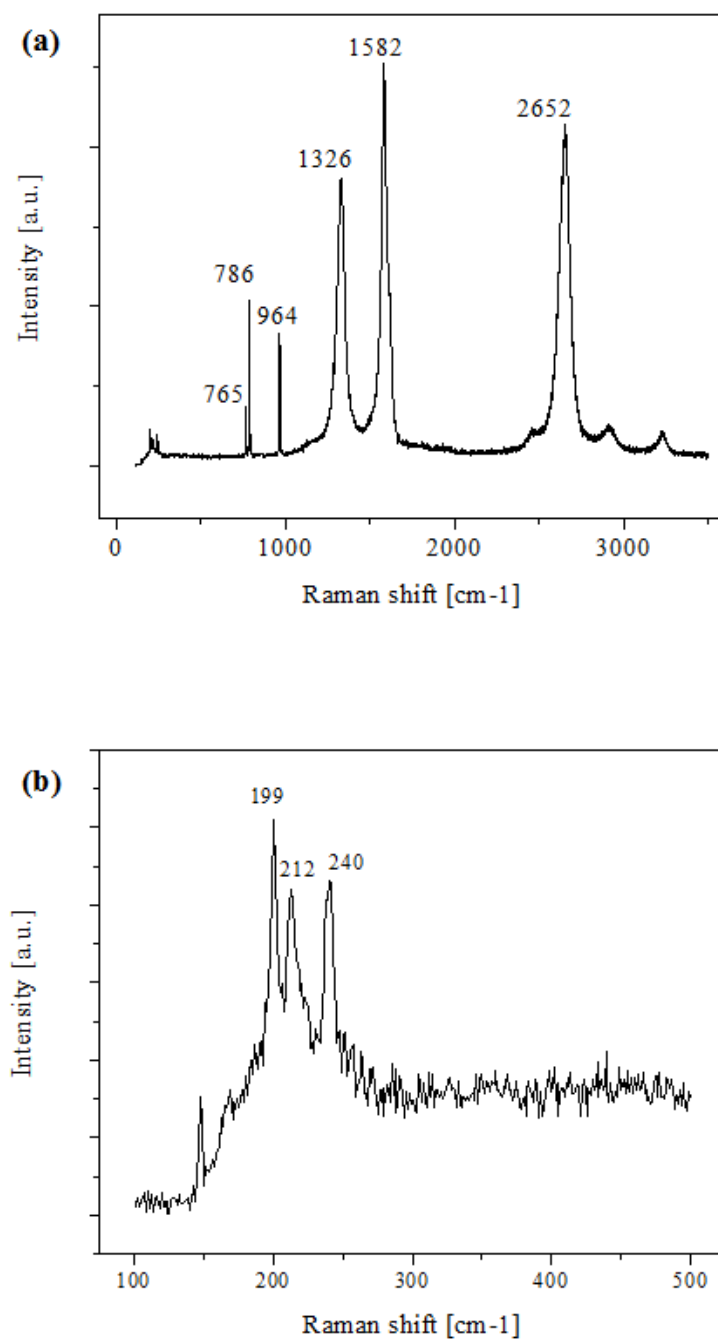 (a)
1582
2652
1326
786
964
765
Intensity [a.u.]
0 1000 2000 3000
Raman shift [cm-1]
(b)
199
212 240
Intensity [a.u.]
100 200 300 400 500
Raman shift [cm-1]